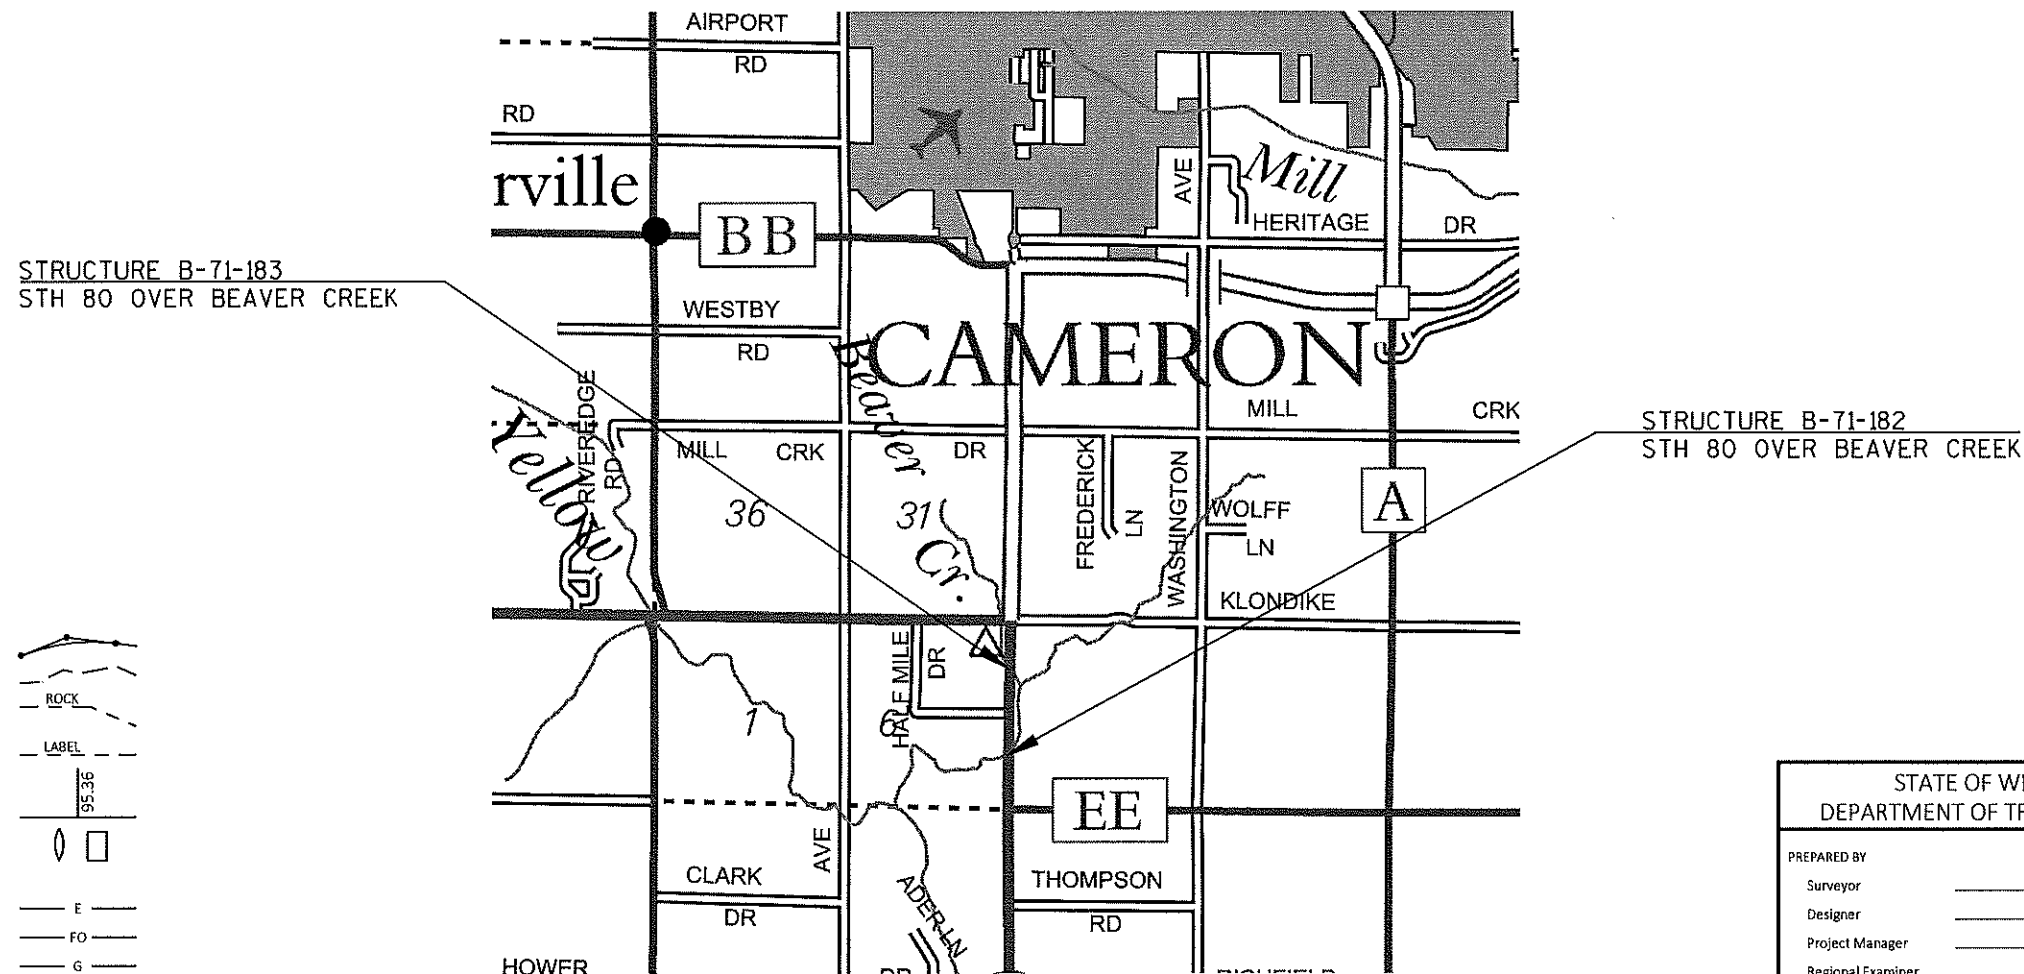 AIRPORT
RD
RD
rville
BB
AVE
Mill
HERITAGE
DR
STRUCTURE B-71-183
STH 80 OVER BEAVER CREEK
WESTBY
RD
CAMERON
Beaver
Cr.
RIVEREDGE
RD
Yellow
MILL
CRK
DR
MILL
CRK
STRUCTURE B-71-182
STH 80 OVER BEAVER CREEK
36
31
FREDERICK
LN
WASHINGTON
WOLFF
LN
A
KLONDIKE
HALF MILE
DR
1
6
ROCK
LABEL
95.36
EE
AVE
CLARK
DR
ADER LN
THOMPSON
RD
E
FO
G
HOWER
STATE OF WI
DEPARTMENT OF TR
PREPARED BY
Surveyor
Designer
Project Manager
Regional Examiner